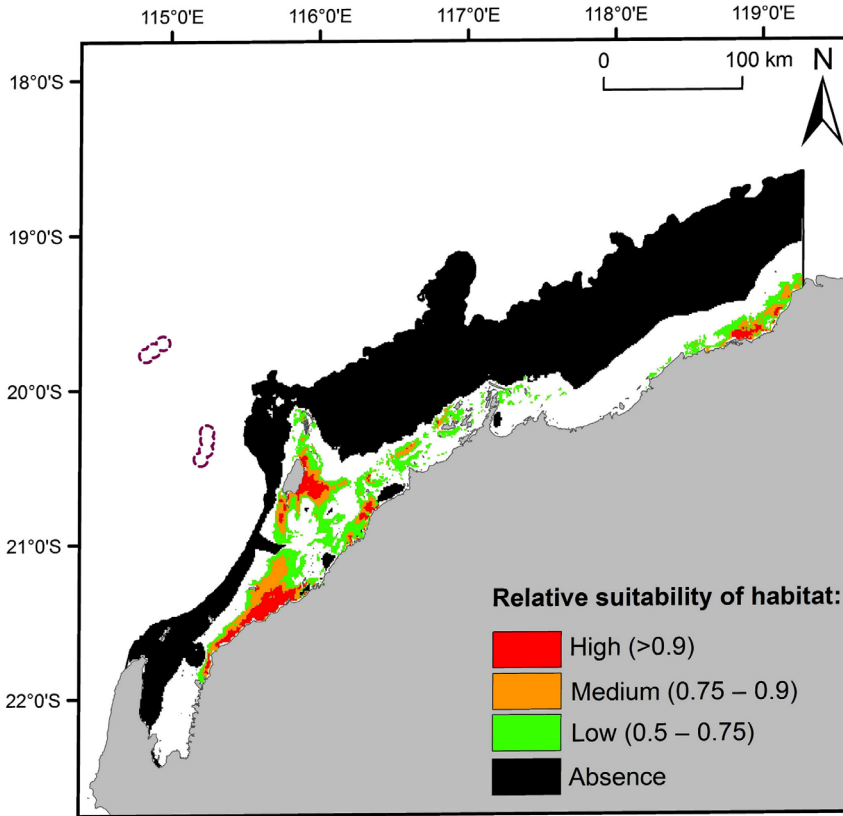 115°0'E 116°0'E 117°0'E 118°0'E 119°0'E
0 100 km N
18°0'S
19°0'S
20°0'S
21°0'S
22°0'S
Relative suitability of habitat:
High (>0.9)
Medium (0.75 – 0.9)
Low (0.5 – 0.75)
Absence